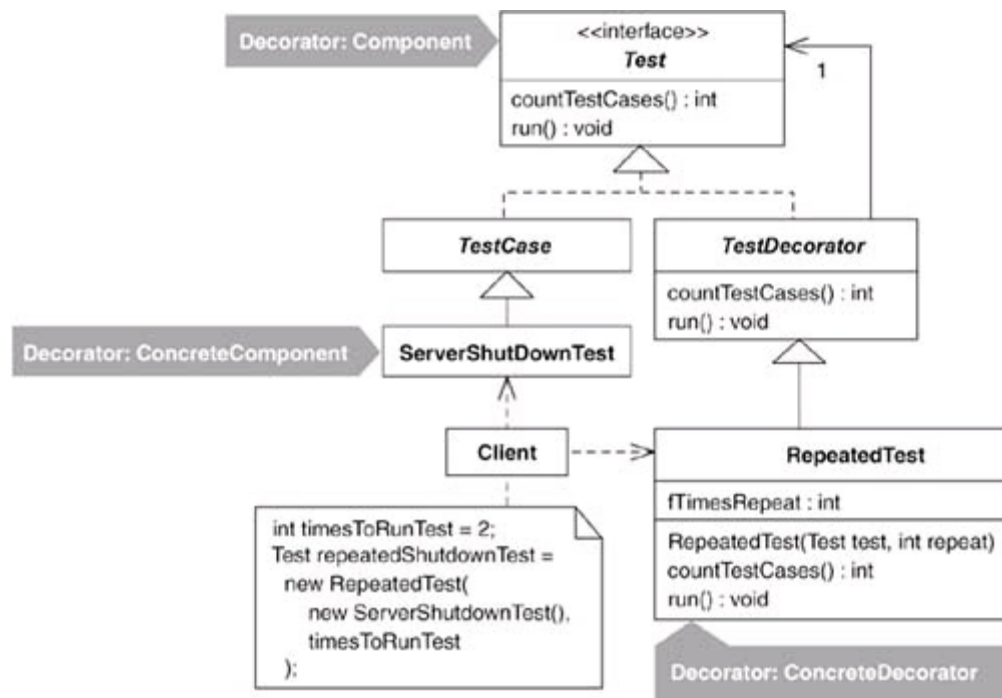 Decorator: Component
<<interface>>
Test
1
countTestCases() : int
run() : void
TestCase
TestDecorator
countTestCases() : int
run() : void
Decorator: ConcreteComponent
ServerShutDownTest
Client
RepeatedTest
fTimesRepeat : int
RepeatedTest(Test test, int repeat)
countTestCases() : int
run() : void
int timesToRunTest = 2;
Test repeatedShutdownTest =
new RepeatedTest(
new ServerShutdownTest(),
timesToRunTest
);
Decorator: ConcreteDecorator